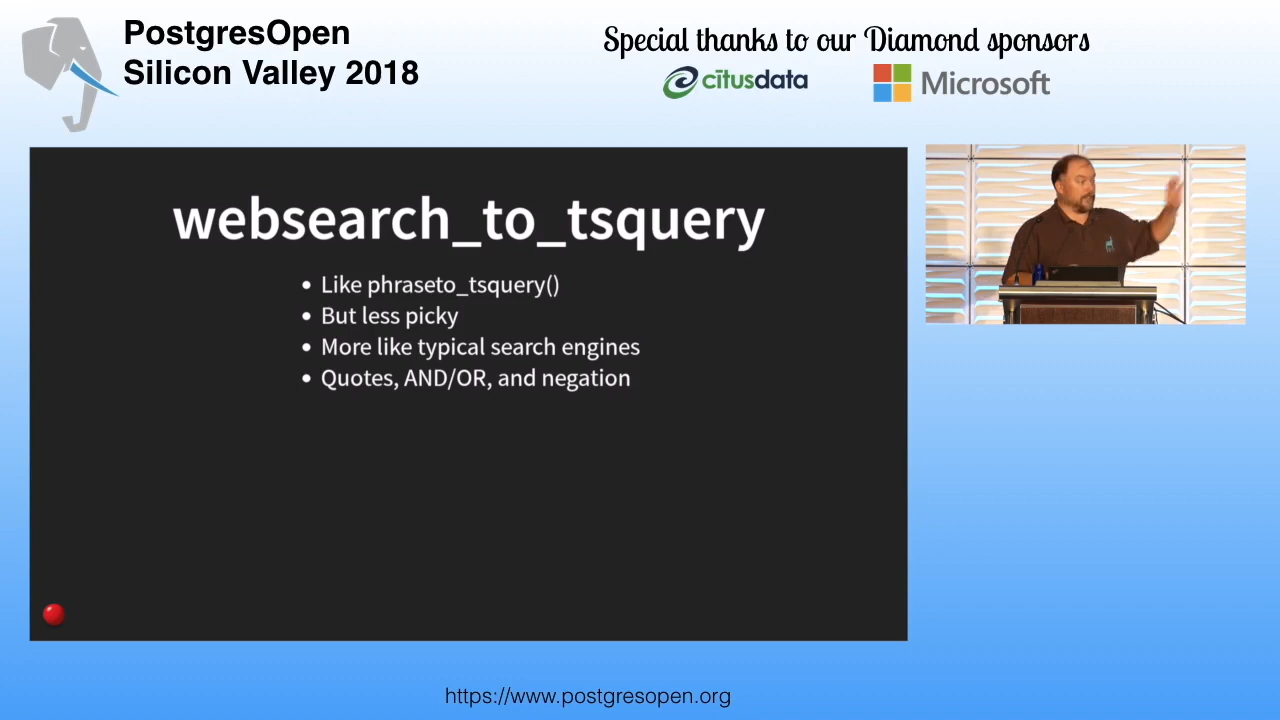 PostgresOpen
Silicon Valley 2018
Special thanks to our Diamond sponsors
citusdata
Microsoft
websearch_to_tsquery
• Like phraseto_tsquery()
• But less picky
• More like typical search engines
• Quotes, AND/OR, and negation
https://www.postgresopen.org